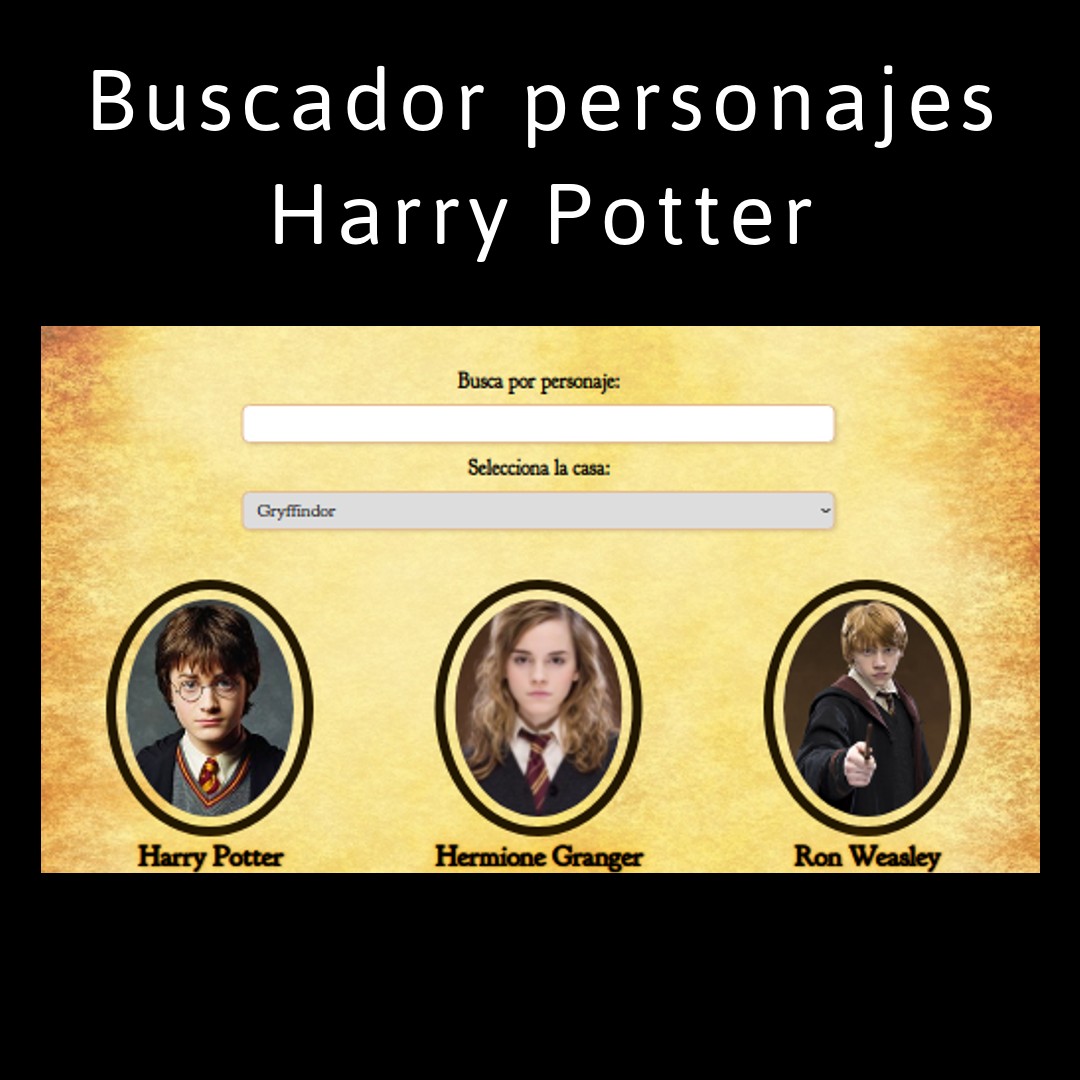 Buscador personajes
Harry Potter
Busca por personaje:
Selecciona la casa:
Gryffindor
Harry Potter
Hermione Granger
Ron Weasley